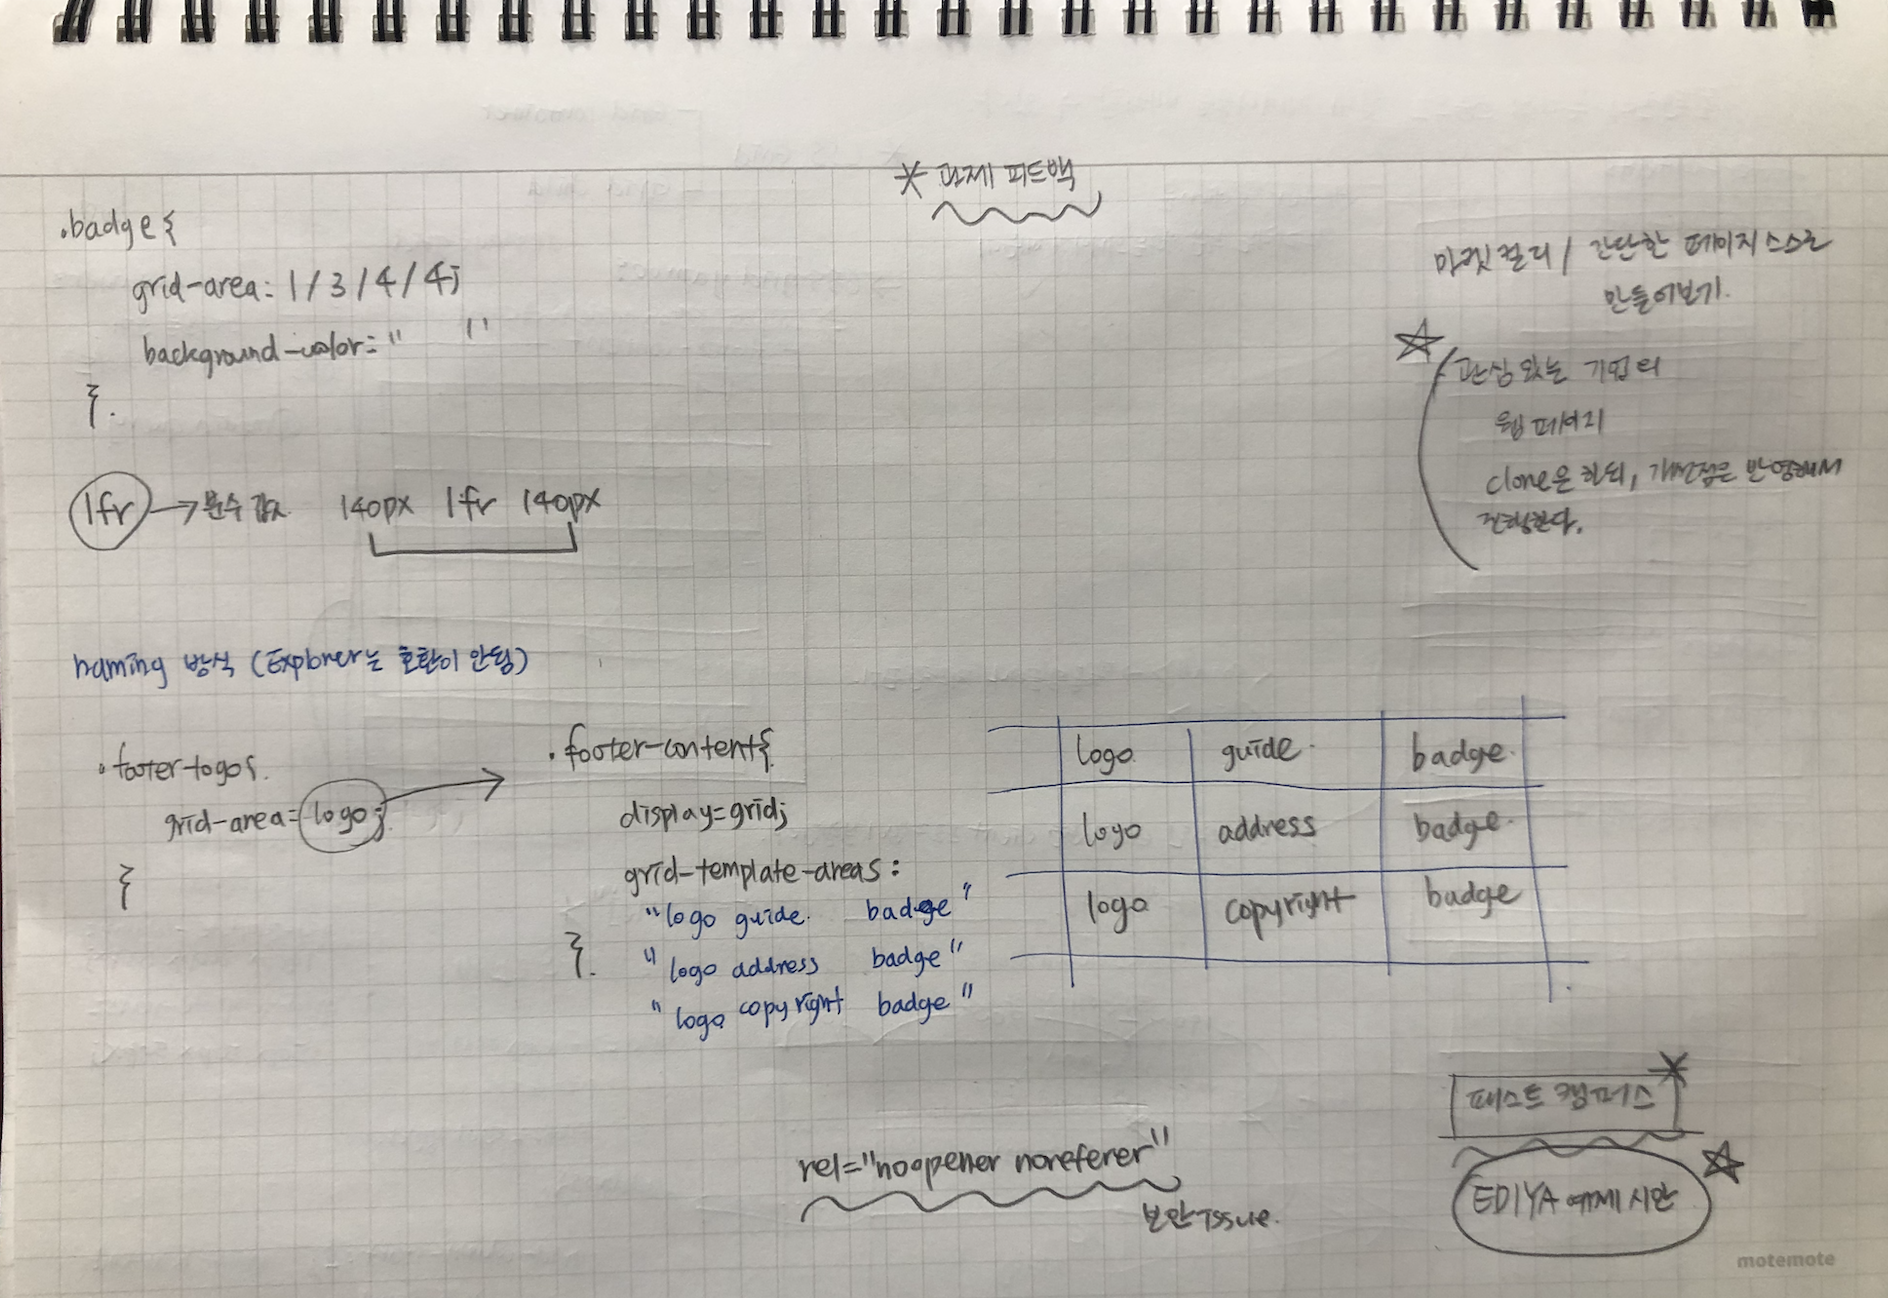 * 과제 피드백
.badge {
grid-area: 1 / 3 / 4 / 4;
background-color: " "
}.
1fr → 분수 값 140px 1fr 140px
마켓컬리 / 간단한 페이지 스스로
만들어보기.
☆ 관심 있는 기업의
웹 페이지
clone은 하되, 개선점은 반영해서
진행한다.
naming 방식 (Explorer는 호환이 안됨)
.footer-logo{.
grid-area=logo;
}
.footer-content{
display=grid;
grid-template-areas:
"logo guide. badge"
"logo address badge"
"logo copyright badge"
}.
logo. guide. badge.
logo address badge.
logo copyright badge
rel="noopener noreferer"
보안 Issue.
패스트 캠퍼스 *
☆
EDIYA 예제 시안
motemote